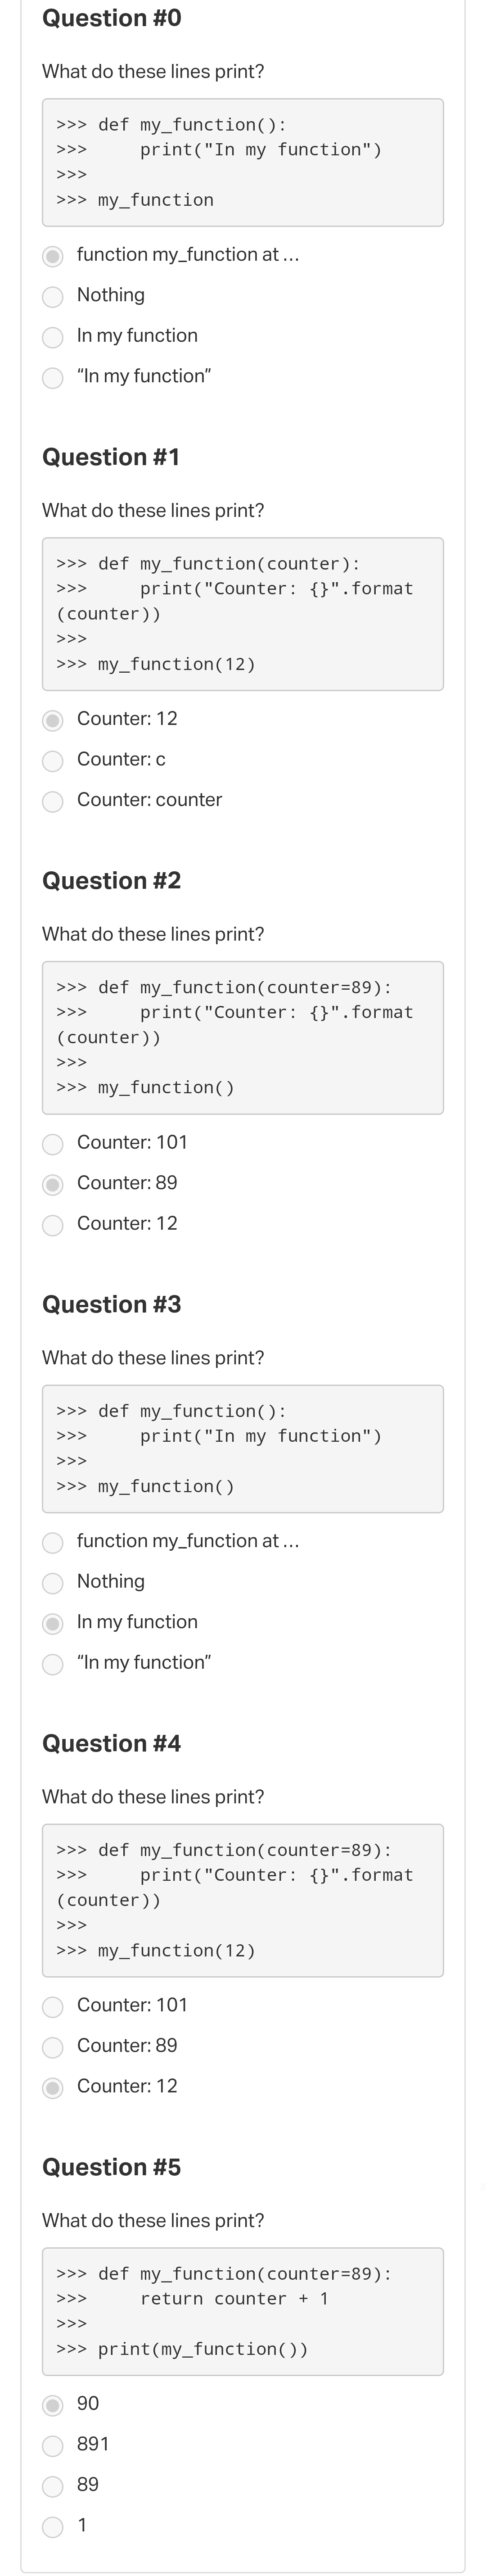 Question #0
What do these lines print?
>>> def my_function():
>>>     print("In my function")
>>>
>>> my_function
function my_function at ...
Nothing
In my function
“In my function”
Question #1
What do these lines print?
>>> def my_function(counter):
>>>     print("Counter: {}".format
(counter))
>>>
>>> my_function(12)
Counter: 12
Counter: c
Counter: counter
Question #2
What do these lines print?
>>> def my_function(counter=89):
>>>     print("Counter: {}".format
(counter))
>>>
>>> my_function()
Counter: 101
Counter: 89
Counter: 12
Question #3
What do these lines print?
>>> def my_function():
>>>     print("In my function")
>>>
>>> my_function()
function my_function at ...
Nothing
In my function
“In my function”
Question #4
What do these lines print?
>>> def my_function(counter=89):
>>>     print("Counter: {}".format
(counter))
>>>
>>> my_function(12)
Counter: 101
Counter: 89
Counter: 12
Question #5
What do these lines print?
>>> def my_function(counter=89):
>>>     return counter + 1
>>>
>>> print(my_function())
90
891
89
1